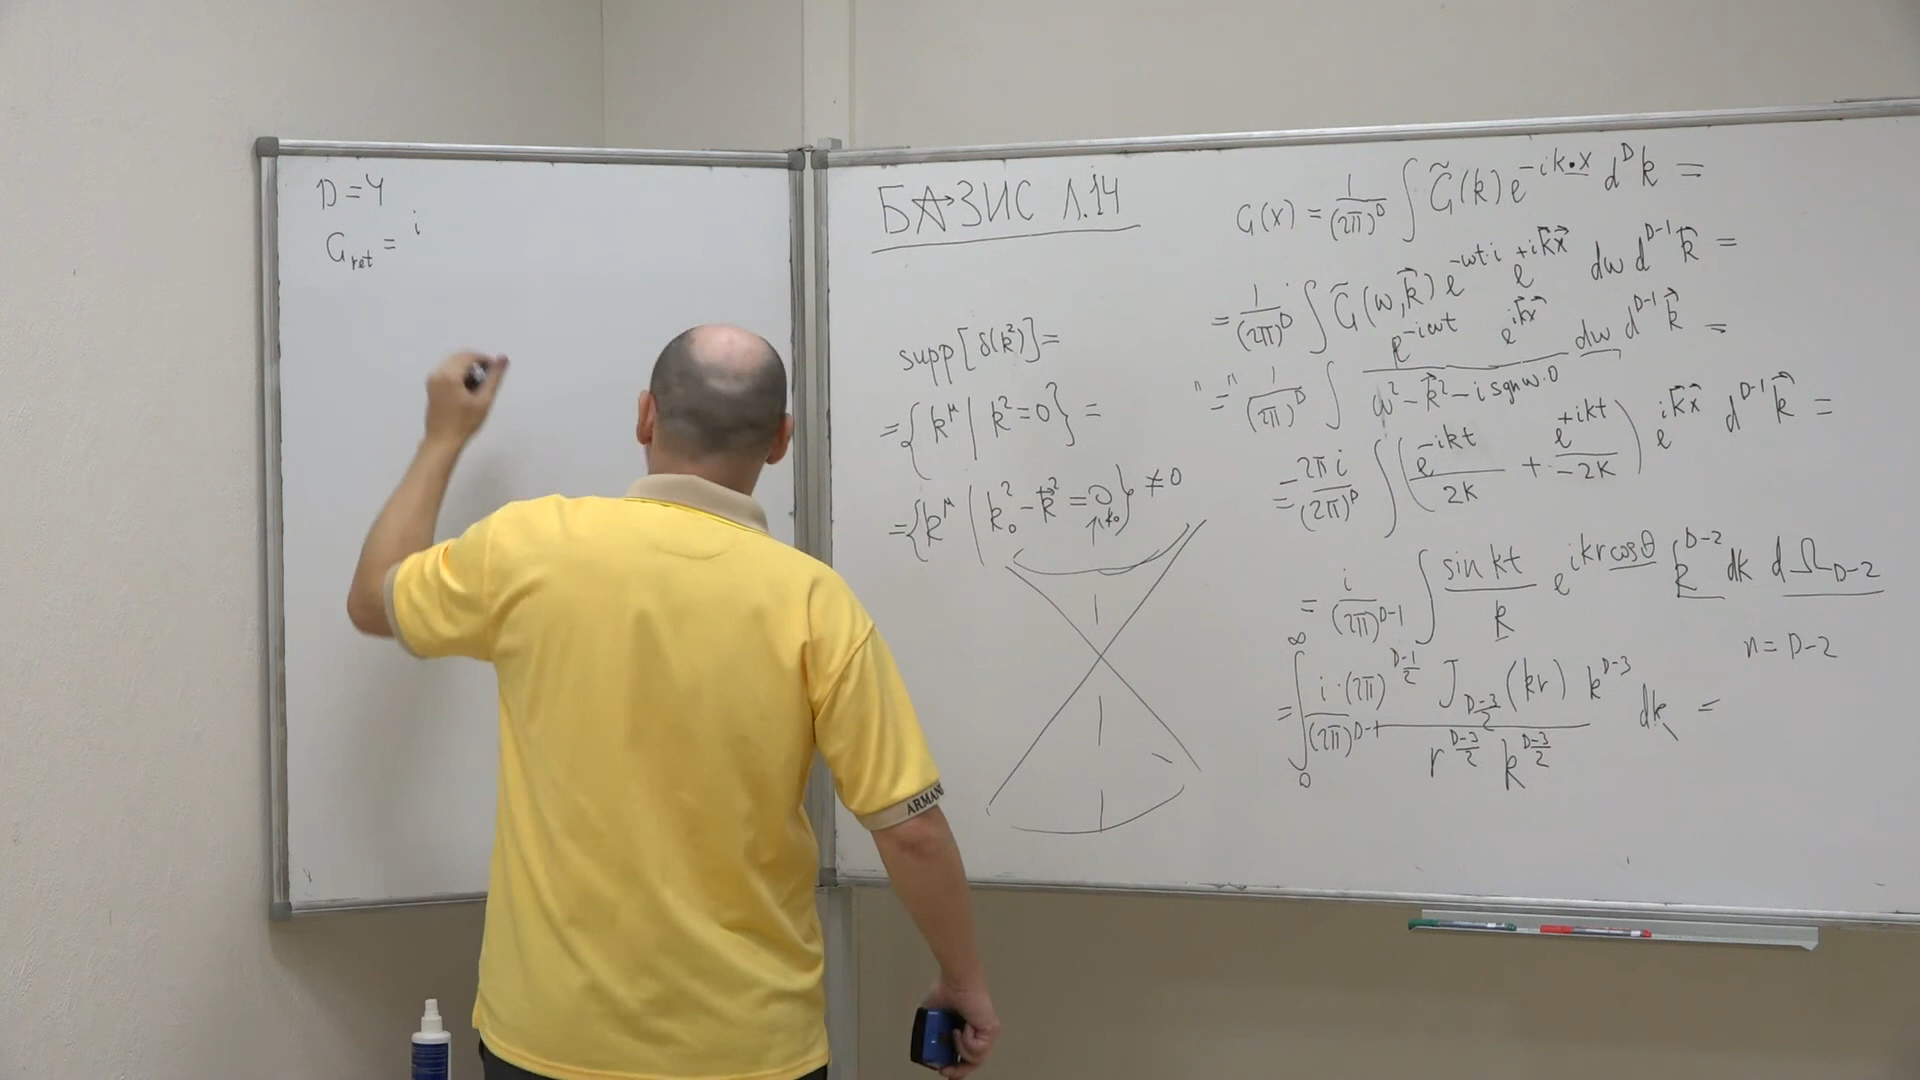 D = 4
G_ret = i
БАЗИС Л.14
supp[δ(k²)] =
= {k^μ | k² = 0} =
= {k^μ | k₀² - k⃗² = 0} ≠ 0
↑k₀
G(x) = 1/(2π)^D ∫ G̃(k) e^{-ik•x} d^D k =
= 1/(2π)^D ∫ G̃(ω, k⃗) e^{-ωt·i} e^{+ik⃗x⃗} dω d^{D-1}k⃗ =
"=" 1/(2π)^D ∫ e^{-iωt} e^{ik⃗x⃗} / (ω² - k⃗² - i sgn ω·0) dω d^{D-1}k⃗ =
= -2πi/(2π)^D ∫ (e^{-ikt}/2k + e^{+ikt}/-2k) e^{ik⃗x⃗} d^{D-1}k⃗ =
= i/(2π)^{D-1} ∫ sin kt/k e^{ikr cosθ} k^{D-2} dk dΩ_{D-2}
n = D-2
= ∫₀^∞ i·(2π)^{D-1/2} J_{D-3/2}(kr) k^{D-3} / (2π)^{D-1} r^{D-3/2} k^{D-3/2} dk =
ARMANI